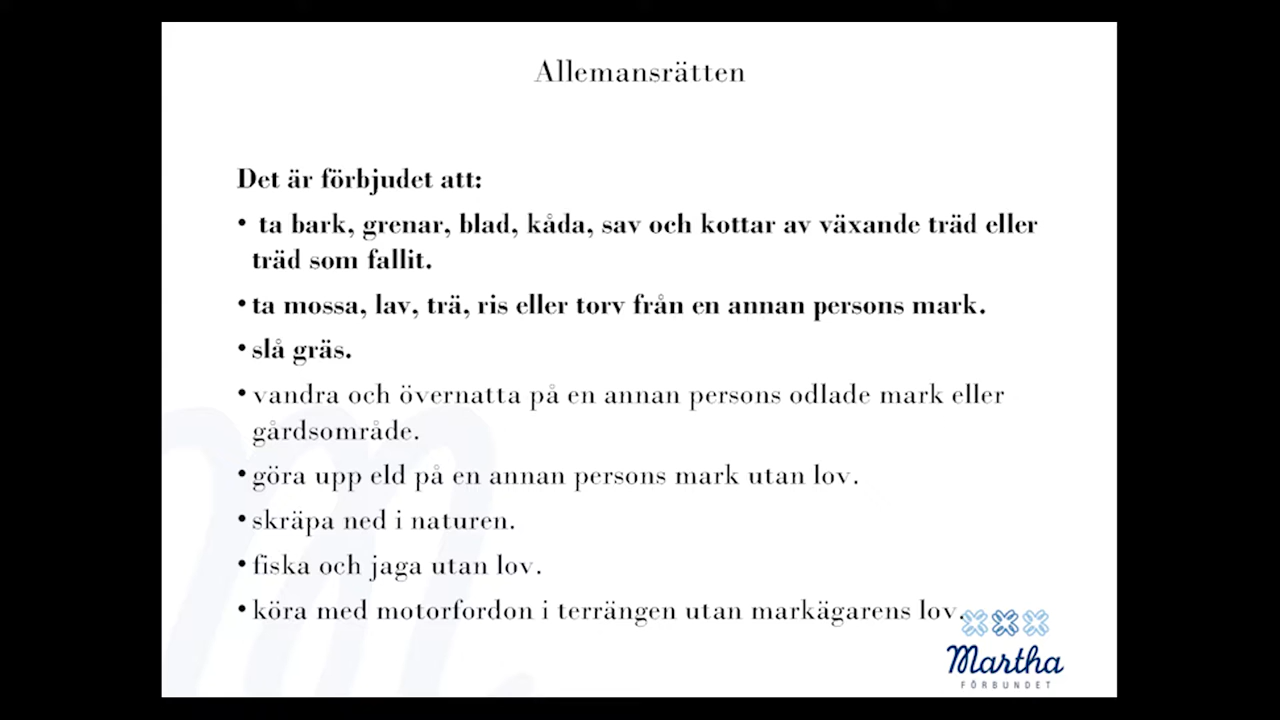 Allemansrätten
Det är förbjudet att:
• ta bark, grenar, blad, kåda, sav och kottar av växande träd eller
träd som fallit.
• ta mossa, lav, trä, ris eller torv från en annan persons mark.
• slå gräs.
• vandra och övernatta på en annan persons odlade mark eller
gårdsområde.
• göra upp eld på en annan persons mark utan lov.
• skräpa ned i naturen.
• fiska och jaga utan lov.
• köra med motorfordon i terrängen utan markägarens lov.
Martha
FÖRBUNDET